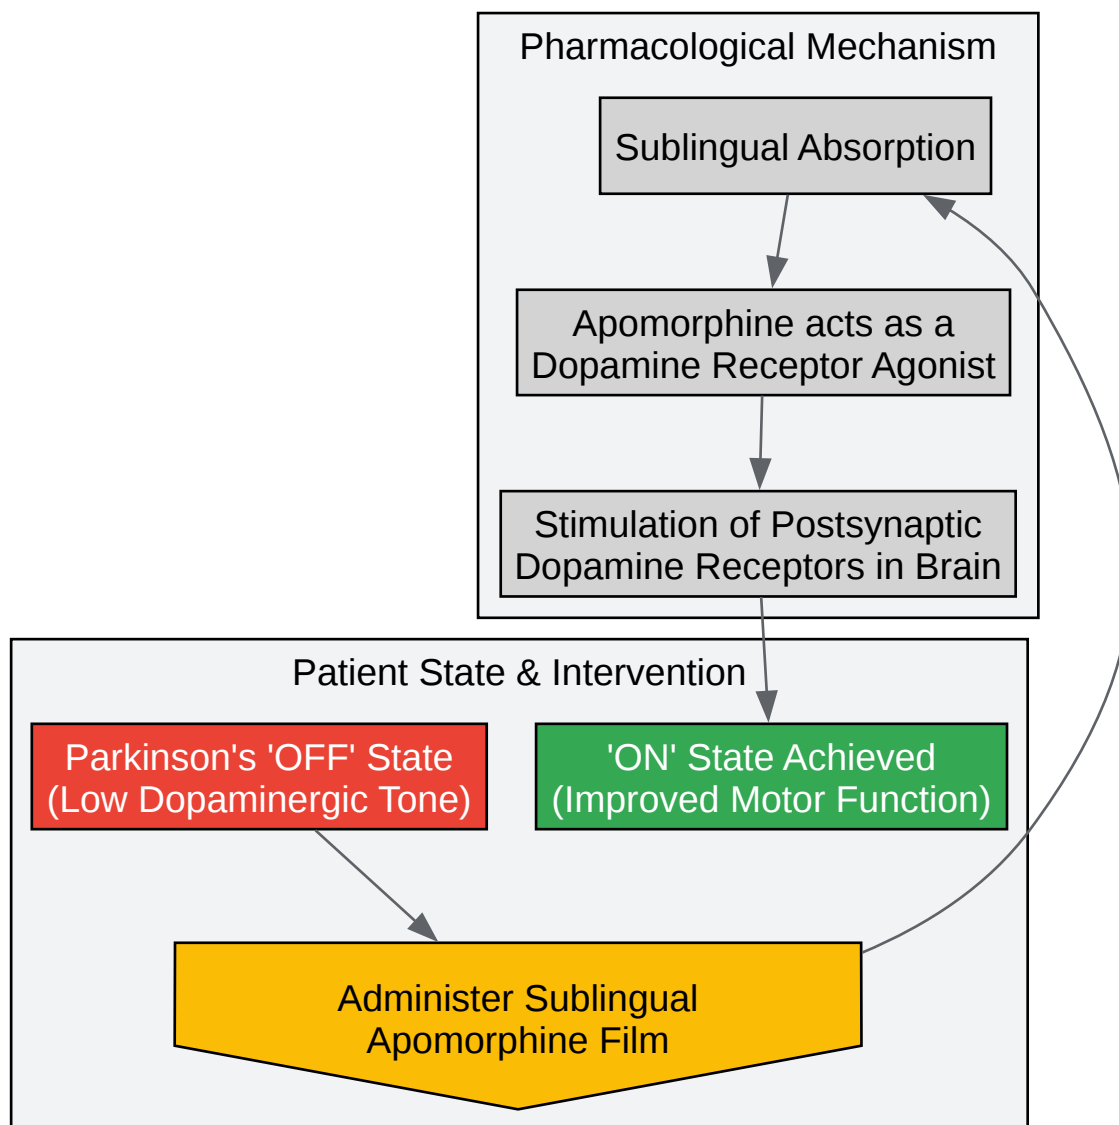 Pharmacological Mechanism
Sublingual Absorption
Apomorphine acts as a
Dopamine Receptor Agonist
Stimulation of Postsynaptic
Dopamine Receptors in Brain
Patient State & Intervention
Parkinson's 'OFF' State
(Low Dopaminergic Tone)
'ON' State Achieved
(Improved Motor Function)
Administer Sublingual
Apomorphine Film